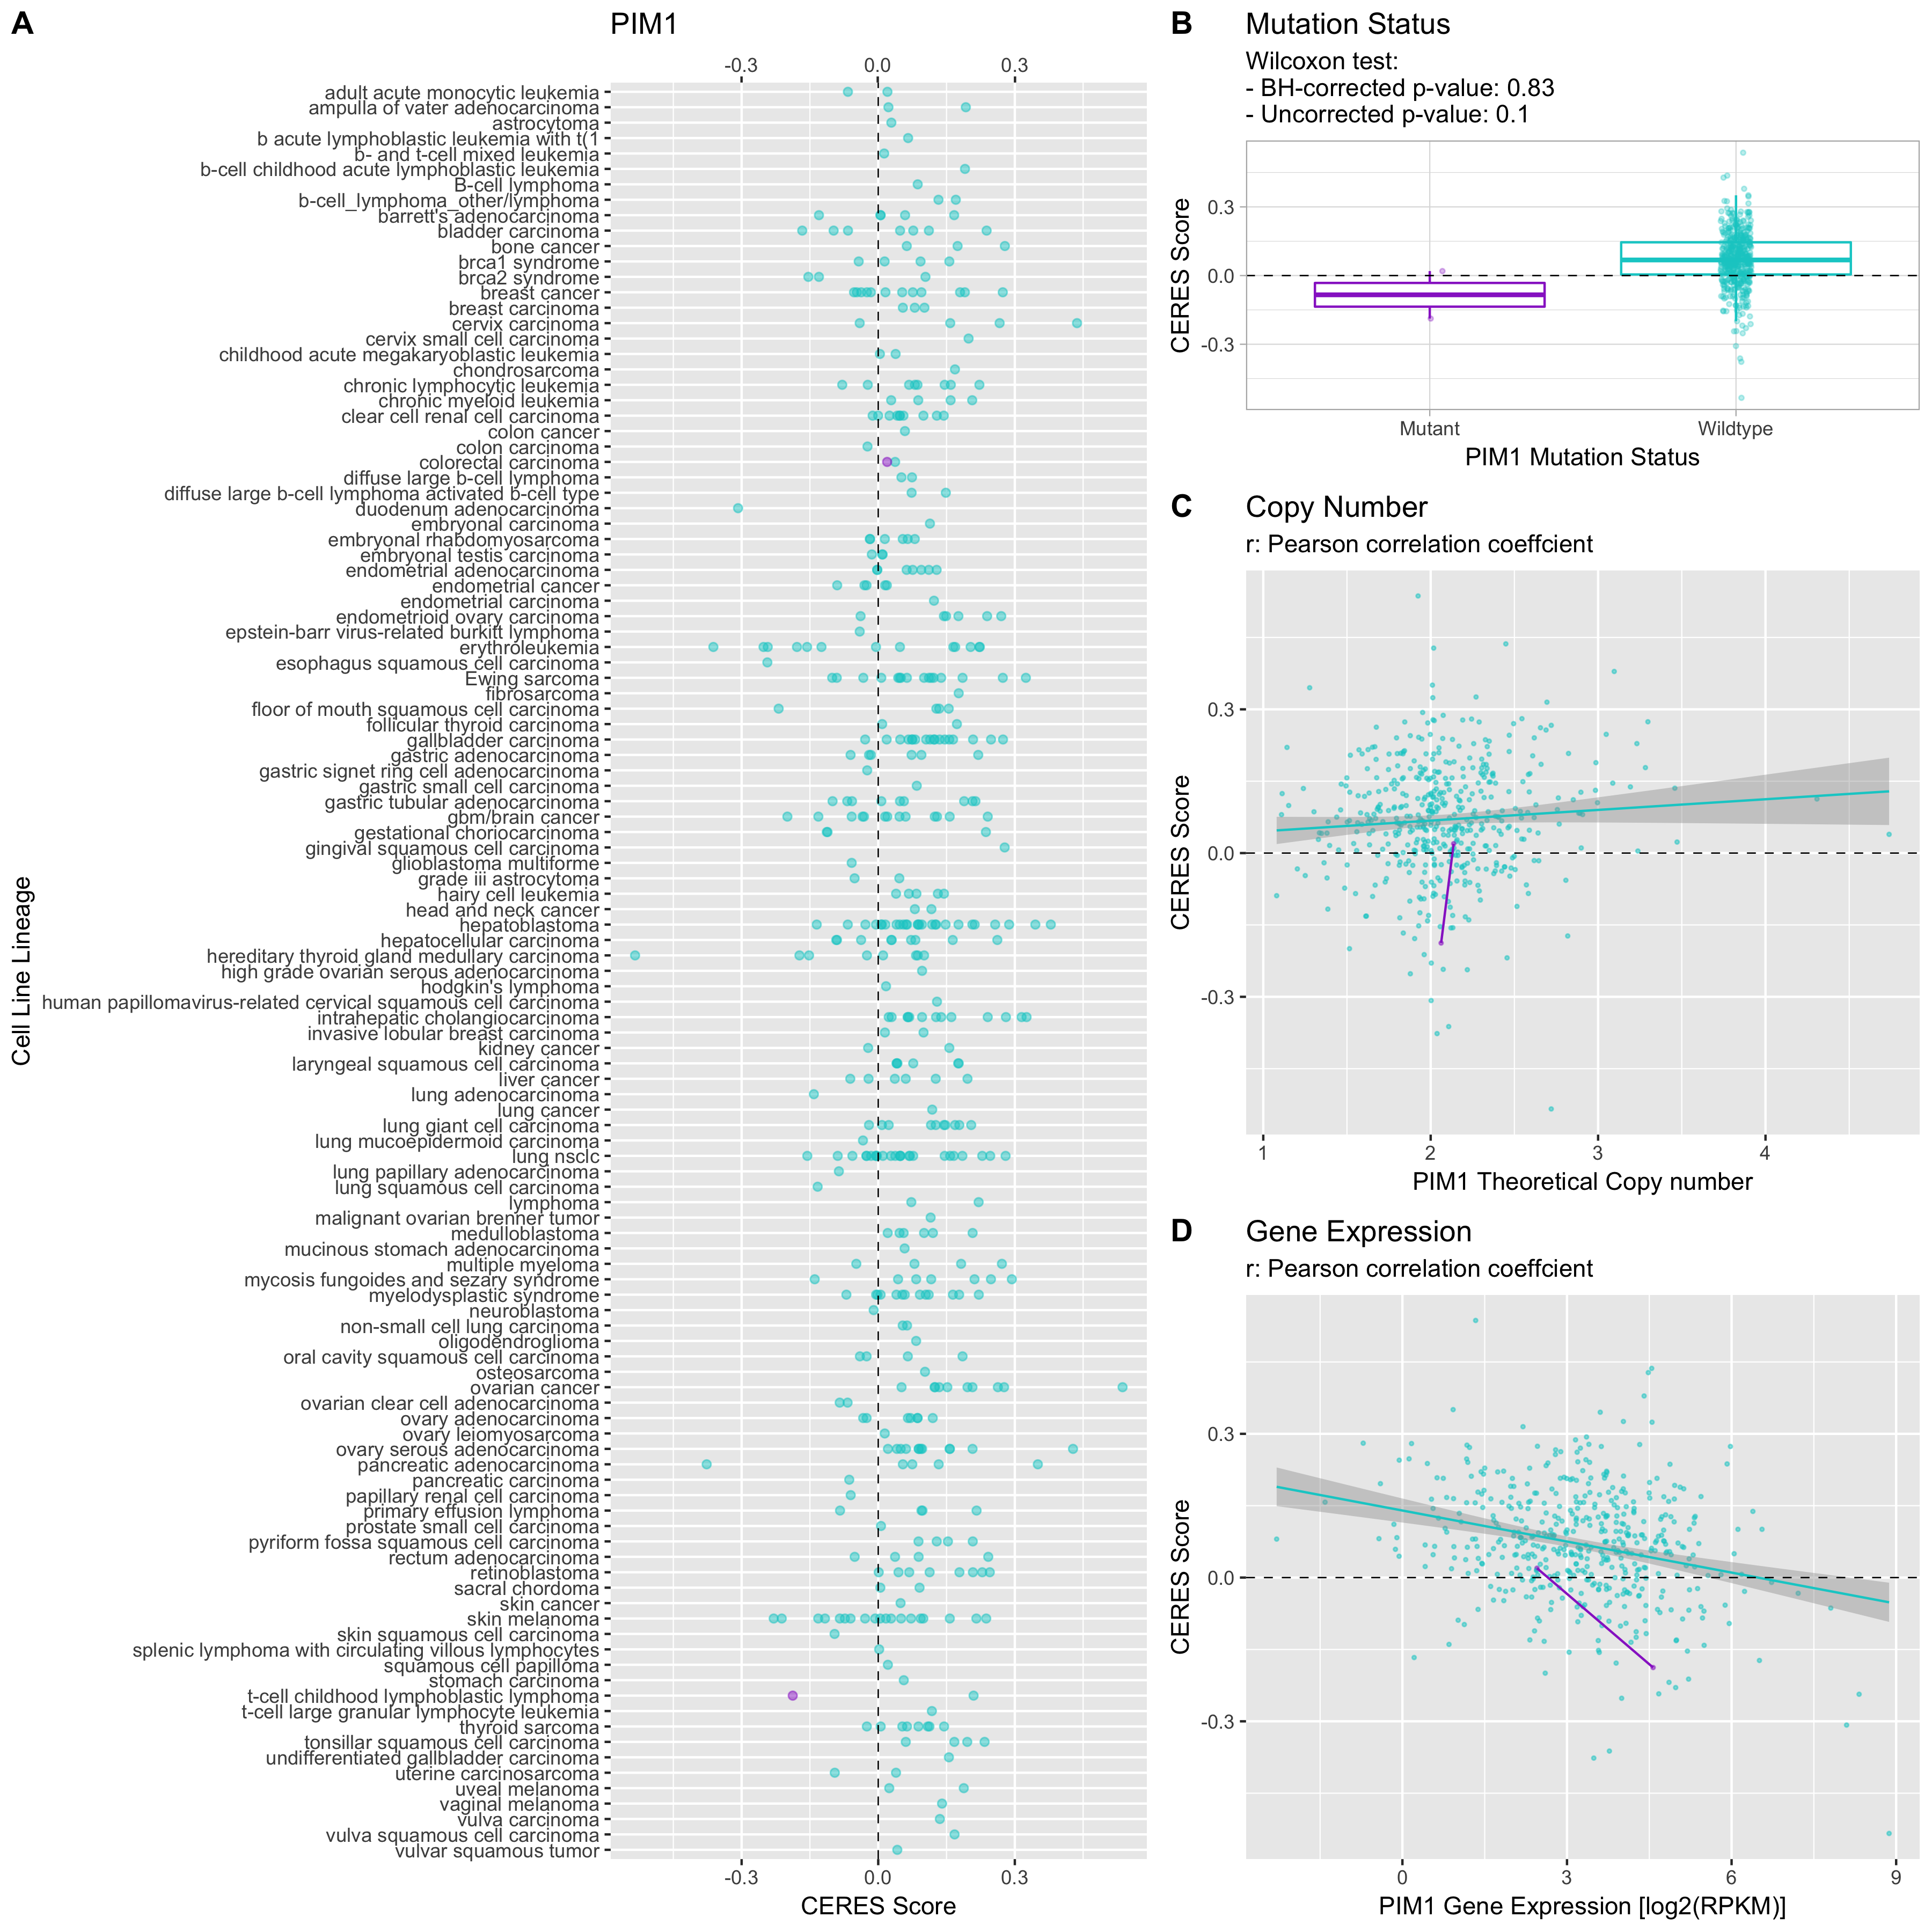 A
PIM1
-0.3 0.0 0.3
adult acute monocytic leukemia
ampulla of vater adenocarcinoma
astrocytoma
b acute lymphoblastic leukemia with t(1
b- and t-cell mixed leukemia
b-cell childhood acute lymphoblastic leukemia
B-cell lymphoma
b-cell_lymphoma_other/lymphoma
barrett's adenocarcinoma
bladder carcinoma
bone cancer
brca1 syndrome
brca2 syndrome
breast cancer
breast carcinoma
cervix carcinoma
cervix small cell carcinoma
childhood acute megakaryoblastic leukemia
chondrosarcoma
chronic lymphocytic leukemia
chronic myeloid leukemia
clear cell renal cell carcinoma
colon cancer
colon carcinoma
colorectal carcinoma
diffuse large b-cell lymphoma
diffuse large b-cell lymphoma activated b-cell type
duodenum adenocarcinoma
embryonal carcinoma
embryonal rhabdomyosarcoma
embryonal testis carcinoma
endometrial adenocarcinoma
endometrial cancer
endometrial carcinoma
endometrioid ovary carcinoma
epstein-barr virus-related burkitt lymphoma
erythroleukemia
esophagus squamous cell carcinoma
Ewing sarcoma
fibrosarcoma
floor of mouth squamous cell carcinoma
follicular thyroid carcinoma
gallbladder carcinoma
gastric adenocarcinoma
gastric signet ring cell adenocarcinoma
gastric small cell carcinoma
gastric tubular adenocarcinoma
gbm/brain cancer
gestational choriocarcinoma
gingival squamous cell carcinoma
glioblastoma multiforme
grade iii astrocytoma
hairy cell leukemia
head and neck cancer
hepatoblastoma
hepatocellular carcinoma
hereditary thyroid gland medullary carcinoma
high grade ovarian serous adenocarcinoma
hodgkin's lymphoma
human papillomavirus-related cervical squamous cell carcinoma
intrahepatic cholangiocarcinoma
invasive lobular breast carcinoma
kidney cancer
laryngeal squamous cell carcinoma
liver cancer
lung adenocarcinoma
lung cancer
lung giant cell carcinoma
lung mucoepidermoid carcinoma
lung nsclc
lung papillary adenocarcinoma
lung squamous cell carcinoma
lymphoma
malignant ovarian brenner tumor
medulloblastoma
mucinous stomach adenocarcinoma
multiple myeloma
mycosis fungoides and sezary syndrome
myelodysplastic syndrome
neuroblastoma
non-small cell lung carcinoma
oligodendroglioma
oral cavity squamous cell carcinoma
osteosarcoma
ovarian cancer
ovarian clear cell adenocarcinoma
ovary adenocarcinoma
ovary leiomyosarcoma
ovary serous adenocarcinoma
pancreatic adenocarcinoma
pancreatic carcinoma
papillary renal cell carcinoma
primary effusion lymphoma
prostate small cell carcinoma
pyriform fossa squamous cell carcinoma
rectum adenocarcinoma
retinoblastoma
sacral chordoma
skin cancer
skin melanoma
skin squamous cell carcinoma
splenic lymphoma with circulating villous lymphocytes
squamous cell papilloma
stomach carcinoma
t-cell childhood lymphoblastic lymphoma
t-cell large granular lymphocyte leukemia
thyroid sarcoma
tonsillar squamous cell carcinoma
undifferentiated gallbladder carcinoma
uterine carcinosarcoma
uveal melanoma
vaginal melanoma
vulva carcinoma
vulva squamous cell carcinoma
vulvar squamous tumor
-0.3 0.0 0.3
CERES Score
Cell Line Lineage
B
Mutation Status
Wilcoxon test:
- BH-corrected p-value: 0.83
- Uncorrected p-value: 0.1
0.3
0.0
-0.3
CERES Score
Mutant Wildtype
PIM1 Mutation Status
C
Copy Number
r: Pearson correlation coeffcient
0.3
0.0
-0.3
CERES Score
1 2 3 4
PIM1 Theoretical Copy number
D
Gene Expression
r: Pearson correlation coeffcient
0.3
0.0
-0.3
CERES Score
0 3 6 9
PIM1 Gene Expression [log2(RPKM)]